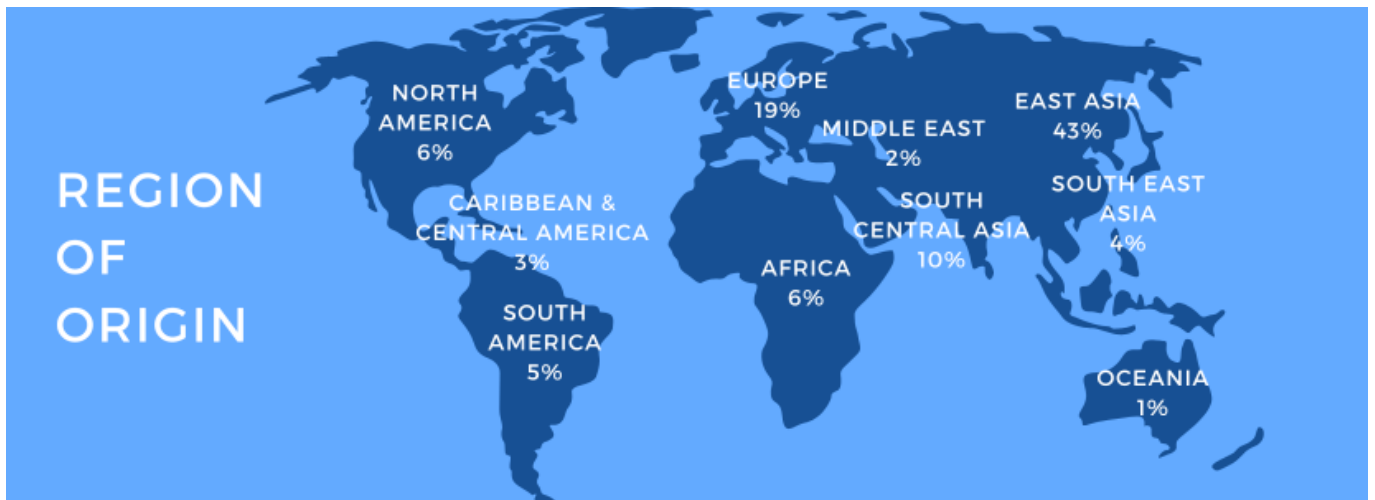 REGION
OF
ORIGIN
NORTH
AMERICA
6%
CARIBBEAN &
CENTRAL AMERICA
3%
SOUTH
AMERICA
5%
EUROPE
19%
MIDDLE EAST
2%
AFRICA
6%
SOUTH
CENTRAL ASIA
10%
EAST ASIA
43%
SOUTH EAST
ASIA
4%
OCEANIA
1%